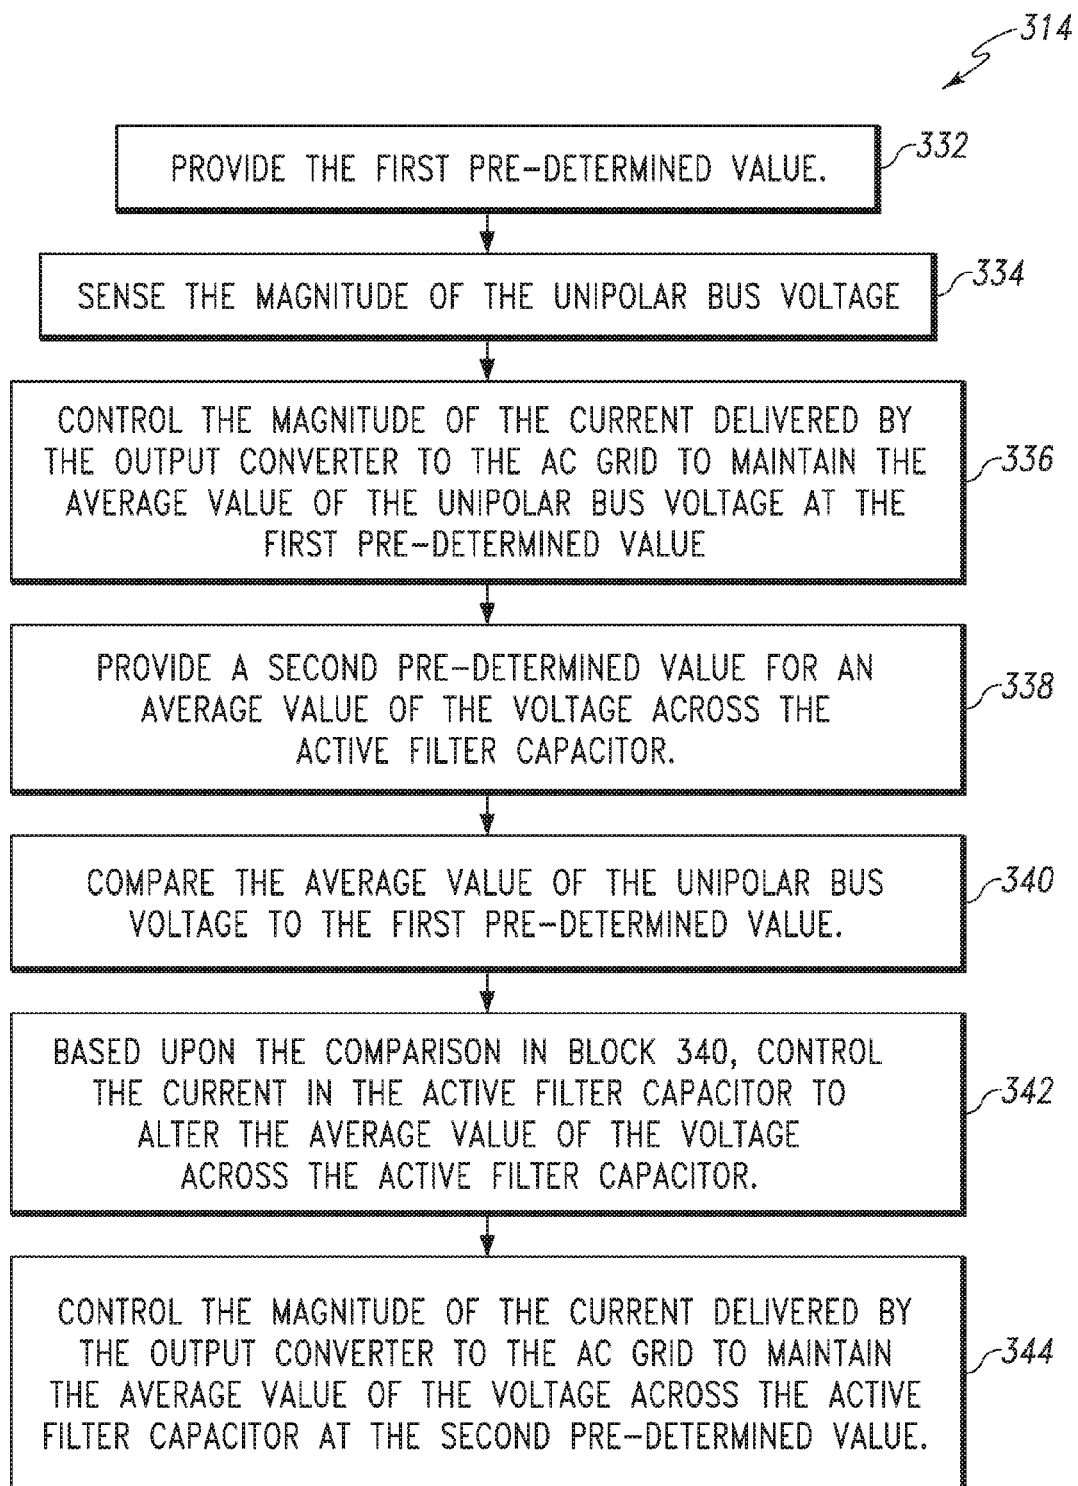 314
PROVIDE THE FIRST PRE-DETERMINED VALUE.
332
SENSE THE MAGNITUDE OF THE UNIPOLAR BUS VOLTAGE
334
CONTROL THE MAGNITUDE OF THE CURRENT DELIVERED BY
THE OUTPUT CONVERTER TO THE AC GRID TO MAINTAIN THE
AVERAGE VALUE OF THE UNIPOLAR BUS VOLTAGE AT THE
FIRST PRE-DETERMINED VALUE
336
PROVIDE A SECOND PRE-DETERMINED VALUE FOR AN
AVERAGE VALUE OF THE VOLTAGE ACROSS THE
ACTIVE FILTER CAPACITOR.
338
COMPARE THE AVERAGE VALUE OF THE UNIPOLAR BUS
VOLTAGE TO THE FIRST PRE-DETERMINED VALUE.
340
BASED UPON THE COMPARISON IN BLOCK 340, CONTROL
THE CURRENT IN THE ACTIVE FILTER CAPACITOR TO
ALTER THE AVERAGE VALUE OF THE VOLTAGE
ACROSS THE ACTIVE FILTER CAPACITOR.
342
CONTROL THE MAGNITUDE OF THE CURRENT DELIVERED BY
THE OUTPUT CONVERTER TO THE AC GRID TO MAINTAIN
THE AVERAGE VALUE OF THE VOLTAGE ACROSS THE ACTIVE
FILTER CAPACITOR AT THE SECOND PRE-DETERMINED VALUE.
344